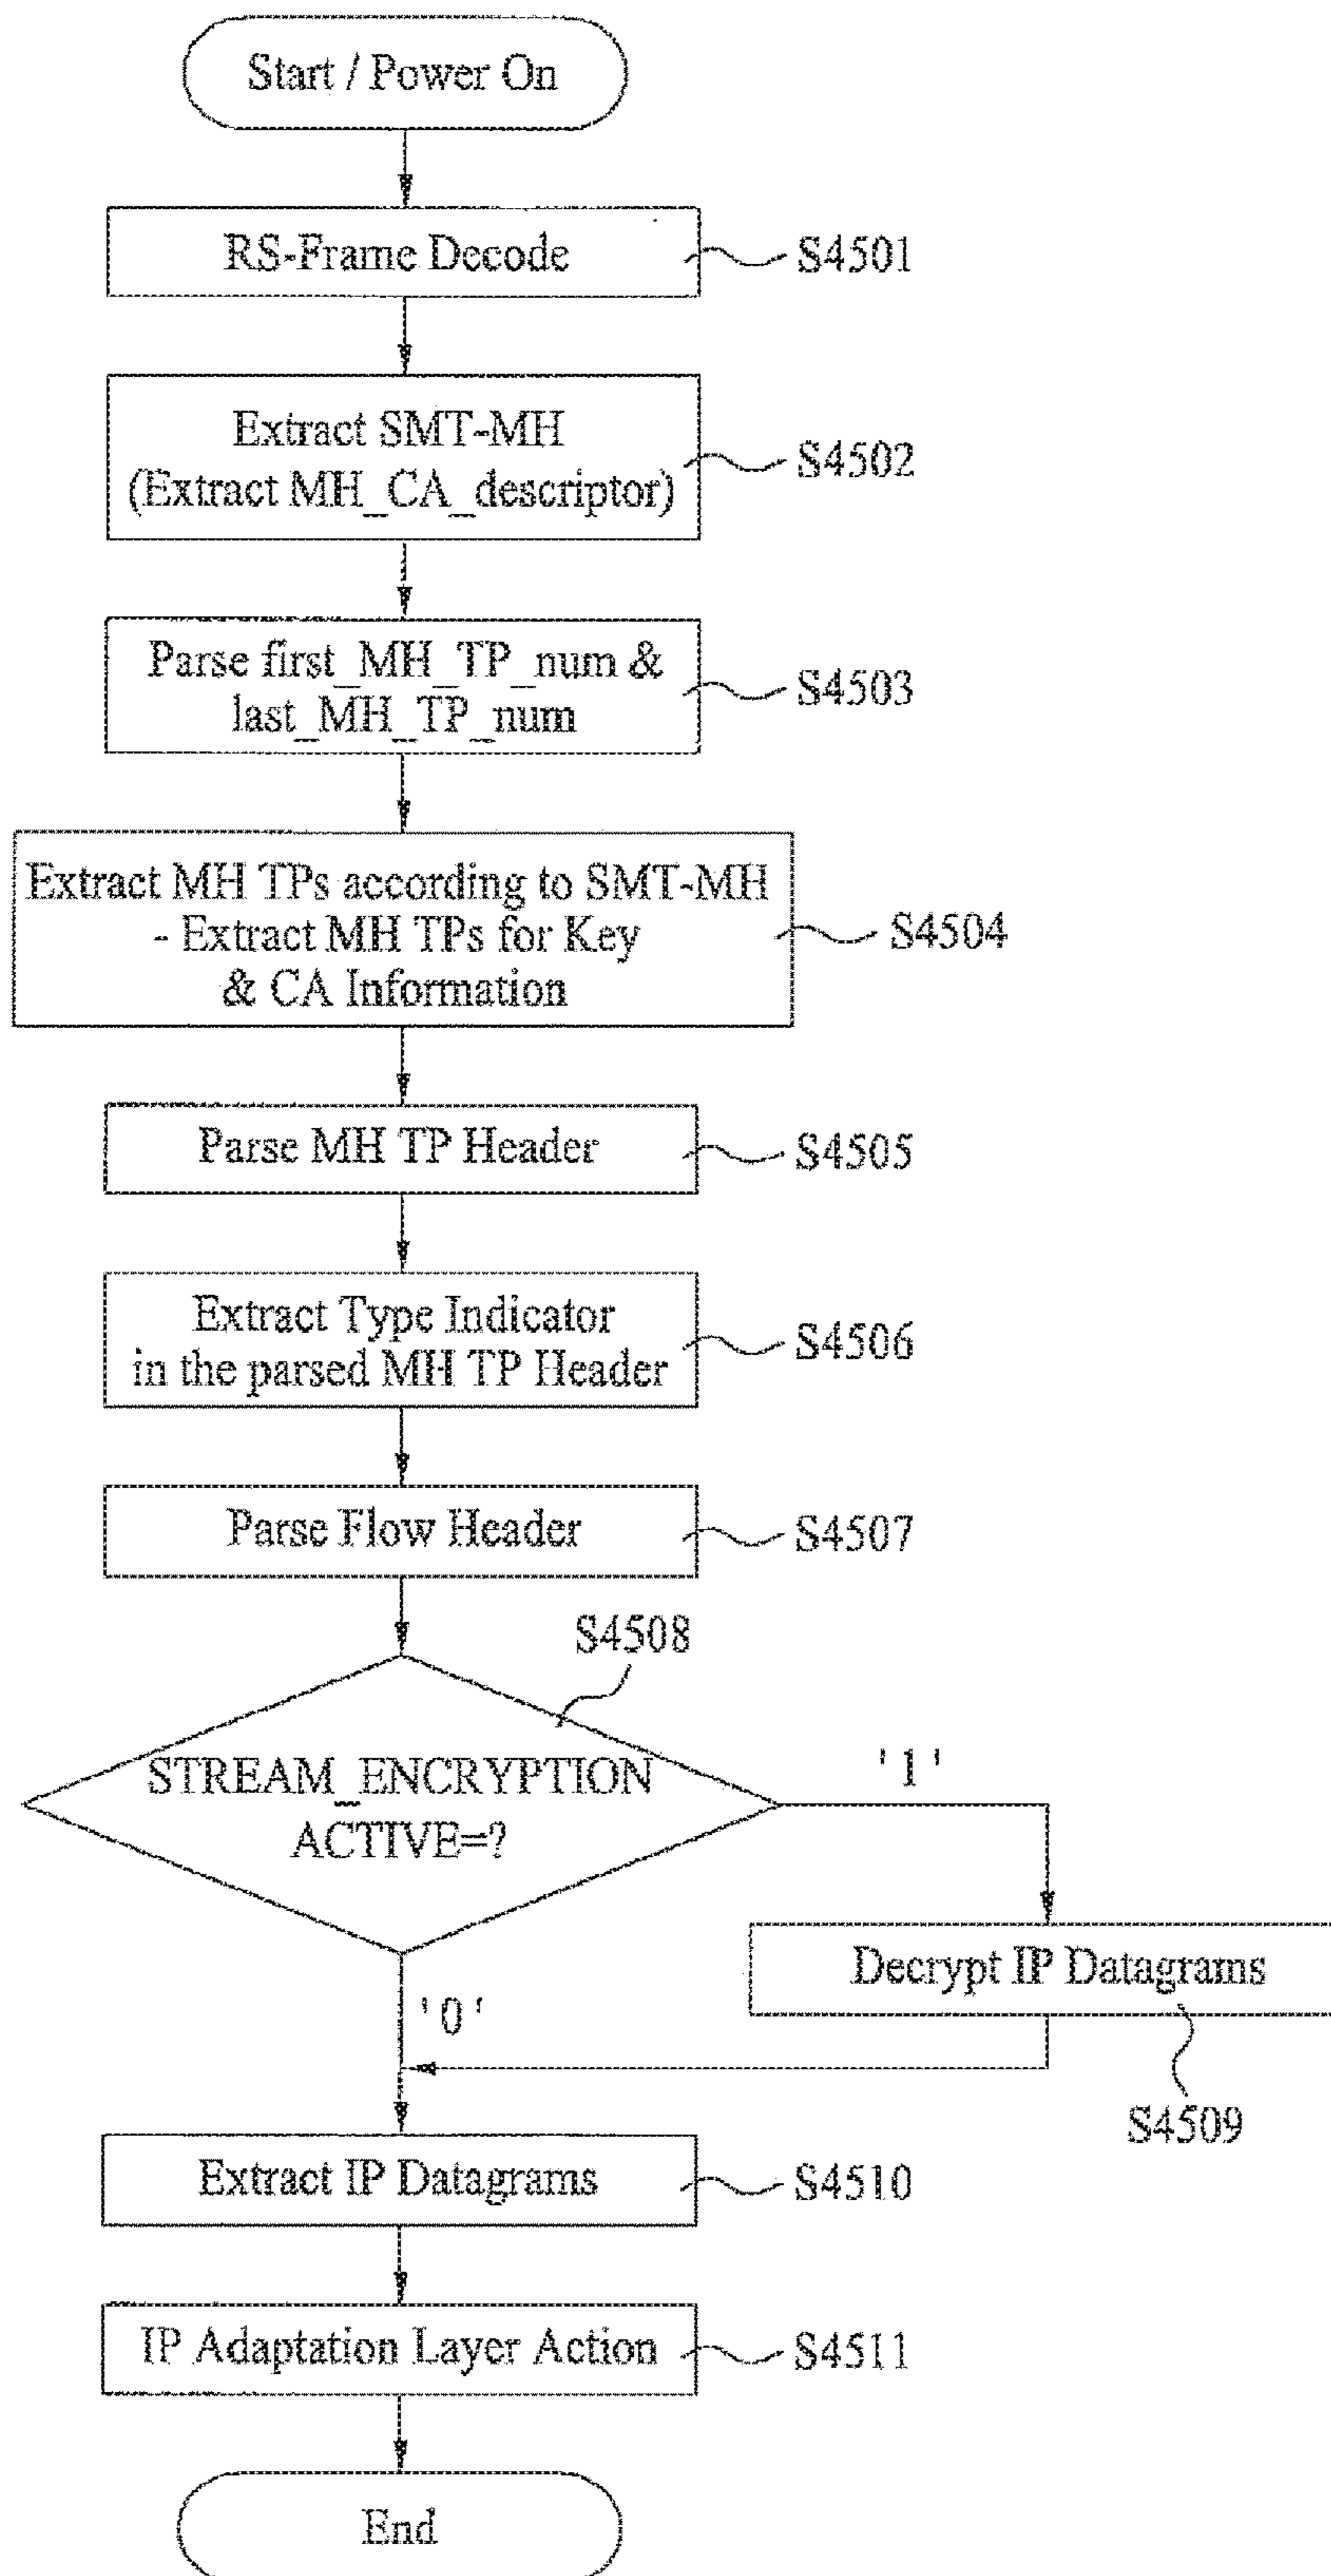 Start / Power On
RS-Frame Decode
S4501
Extract SMT-MH
(Extract MH_CA_descriptor)
S4502
Parse first_MH_TP_num &
last_MH_TP_num
S4503
Extract MH TPs according to SMT-MH
- Extract MH TPs for Key
& CA Information
S4504
Parse MH TP Header
S4505
Extract Type Indicator
in the parsed MH TP Header
S4506
Parse Flow Header
S4507
S4508
STREAM_ENCRYPTION
ACTIVE=?
'1'
Decrypt IP Datagrams
'0'
S4509
Extract IP Datagrams
S4510
IP Adaptation Layer Action
S4511
End